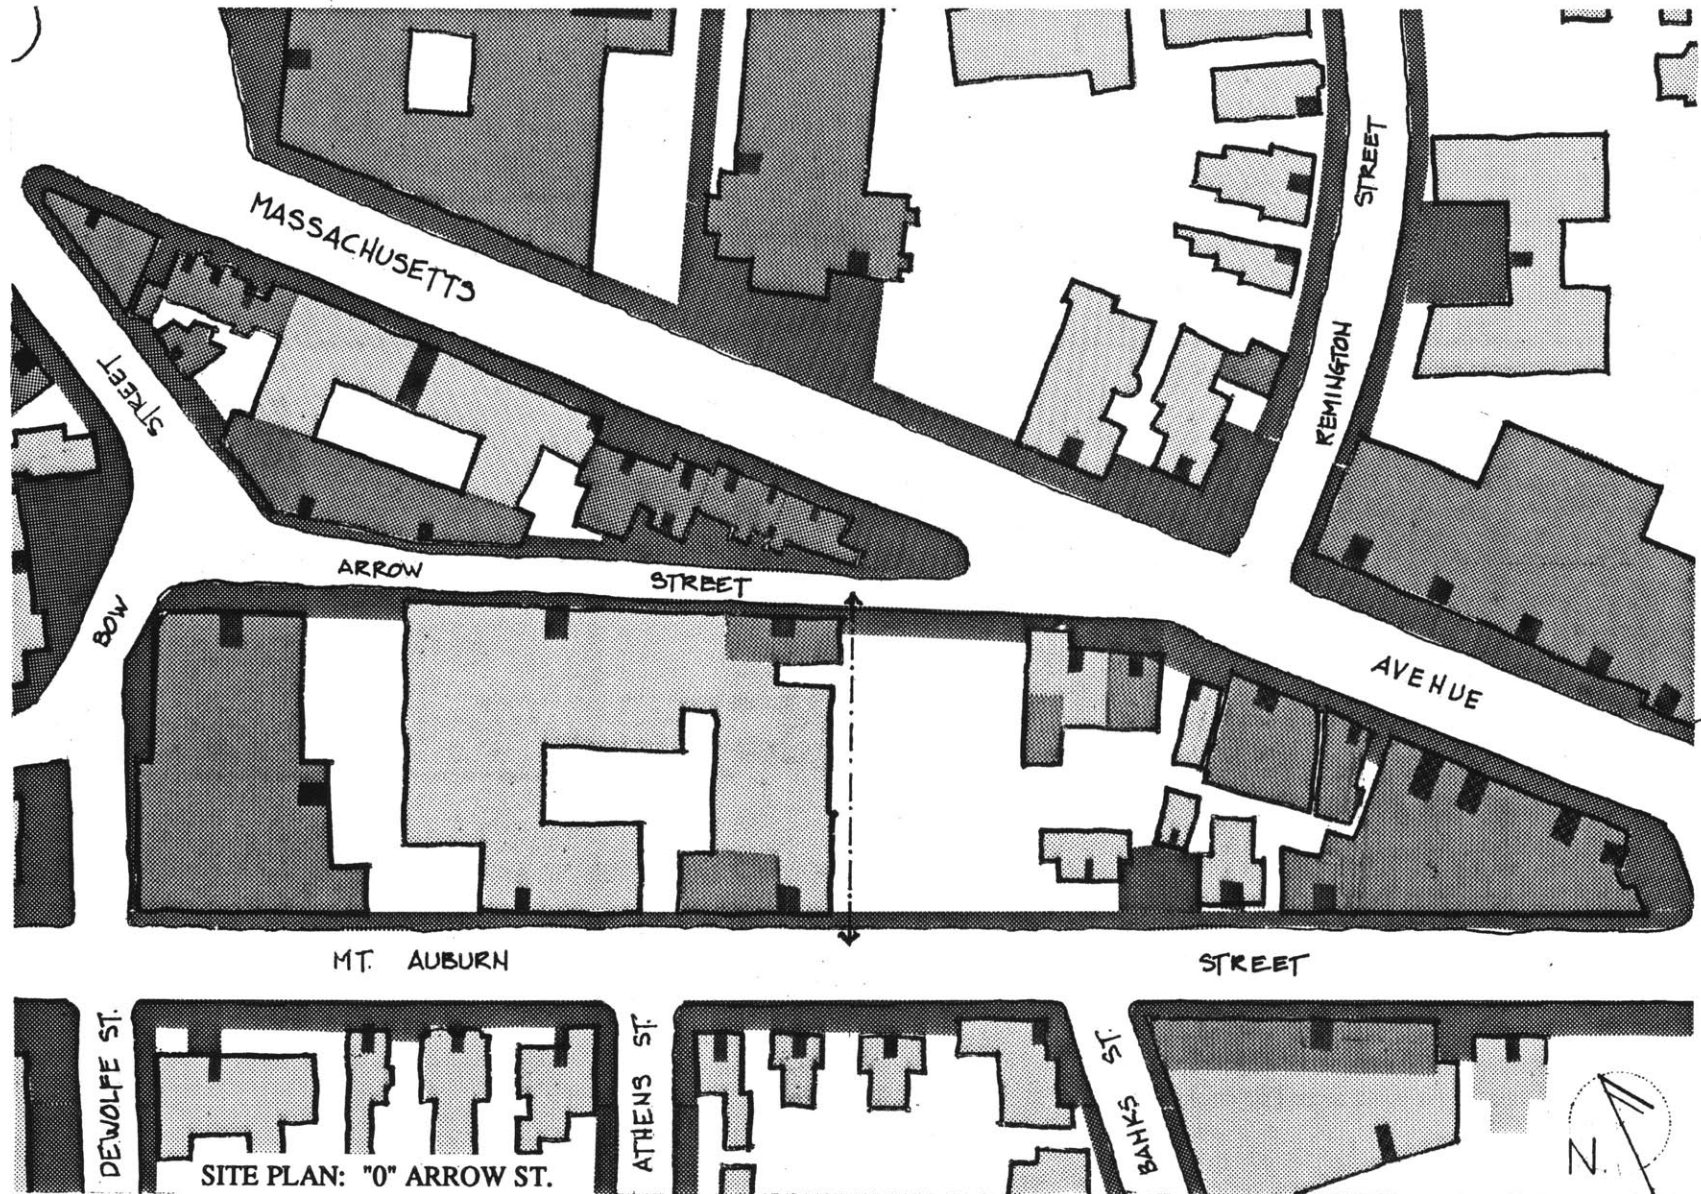 MASSACHUSETTS
STREET
REMINGTON
STREET
BOW
ARROW STREET
AVENUE
MT. AUBURN STREET
DEWOLFE ST.
ATHENS ST.
BANKS ST.
N.
SITE PLAN: "0" ARROW ST.